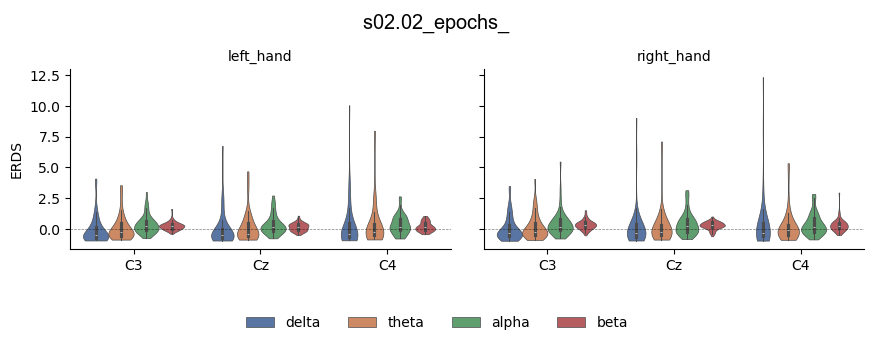 s02.02_epochs_
left_hand
right_hand
ERDS
12.5
10.0
7.5
5.0
2.5
0.0
C3
Cz
C4
C3
Cz
C4
delta
theta
alpha
beta